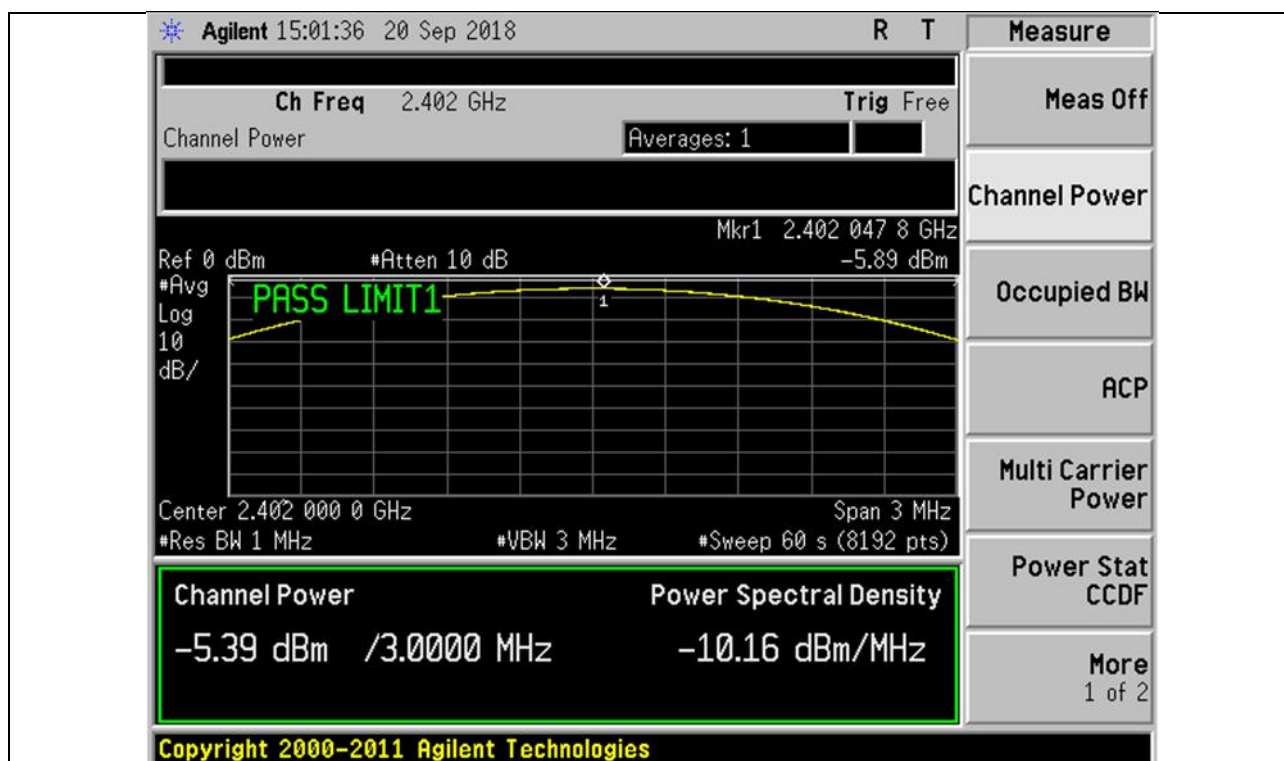 Agilent 15:01:36 20 Sep 2018 R T
Measure
Ch Freq 2.402 GHz Trig Free
Channel Power Averages: 1
Mkr1 2.402 047 8 GHz
Ref 0 dBm #Atten 10 dB -5.89 dBm
#Avg
Log
10
dB/
PASS LIMIT1
1
Center 2.402 000 0 GHz Span 3 MHz
#Res BW 1 MHz #VBW 3 MHz #Sweep 60 s (8192 pts)
Channel Power Power Spectral Density
-5.39 dBm /3.0000 MHz -10.16 dBm/MHz
Copyright 2000-2011 Agilent Technologies
Meas Off
Channel Power
Occupied BW
ACP
Multi Carrier
Power
Power Stat
CCDF
More
1 of 2